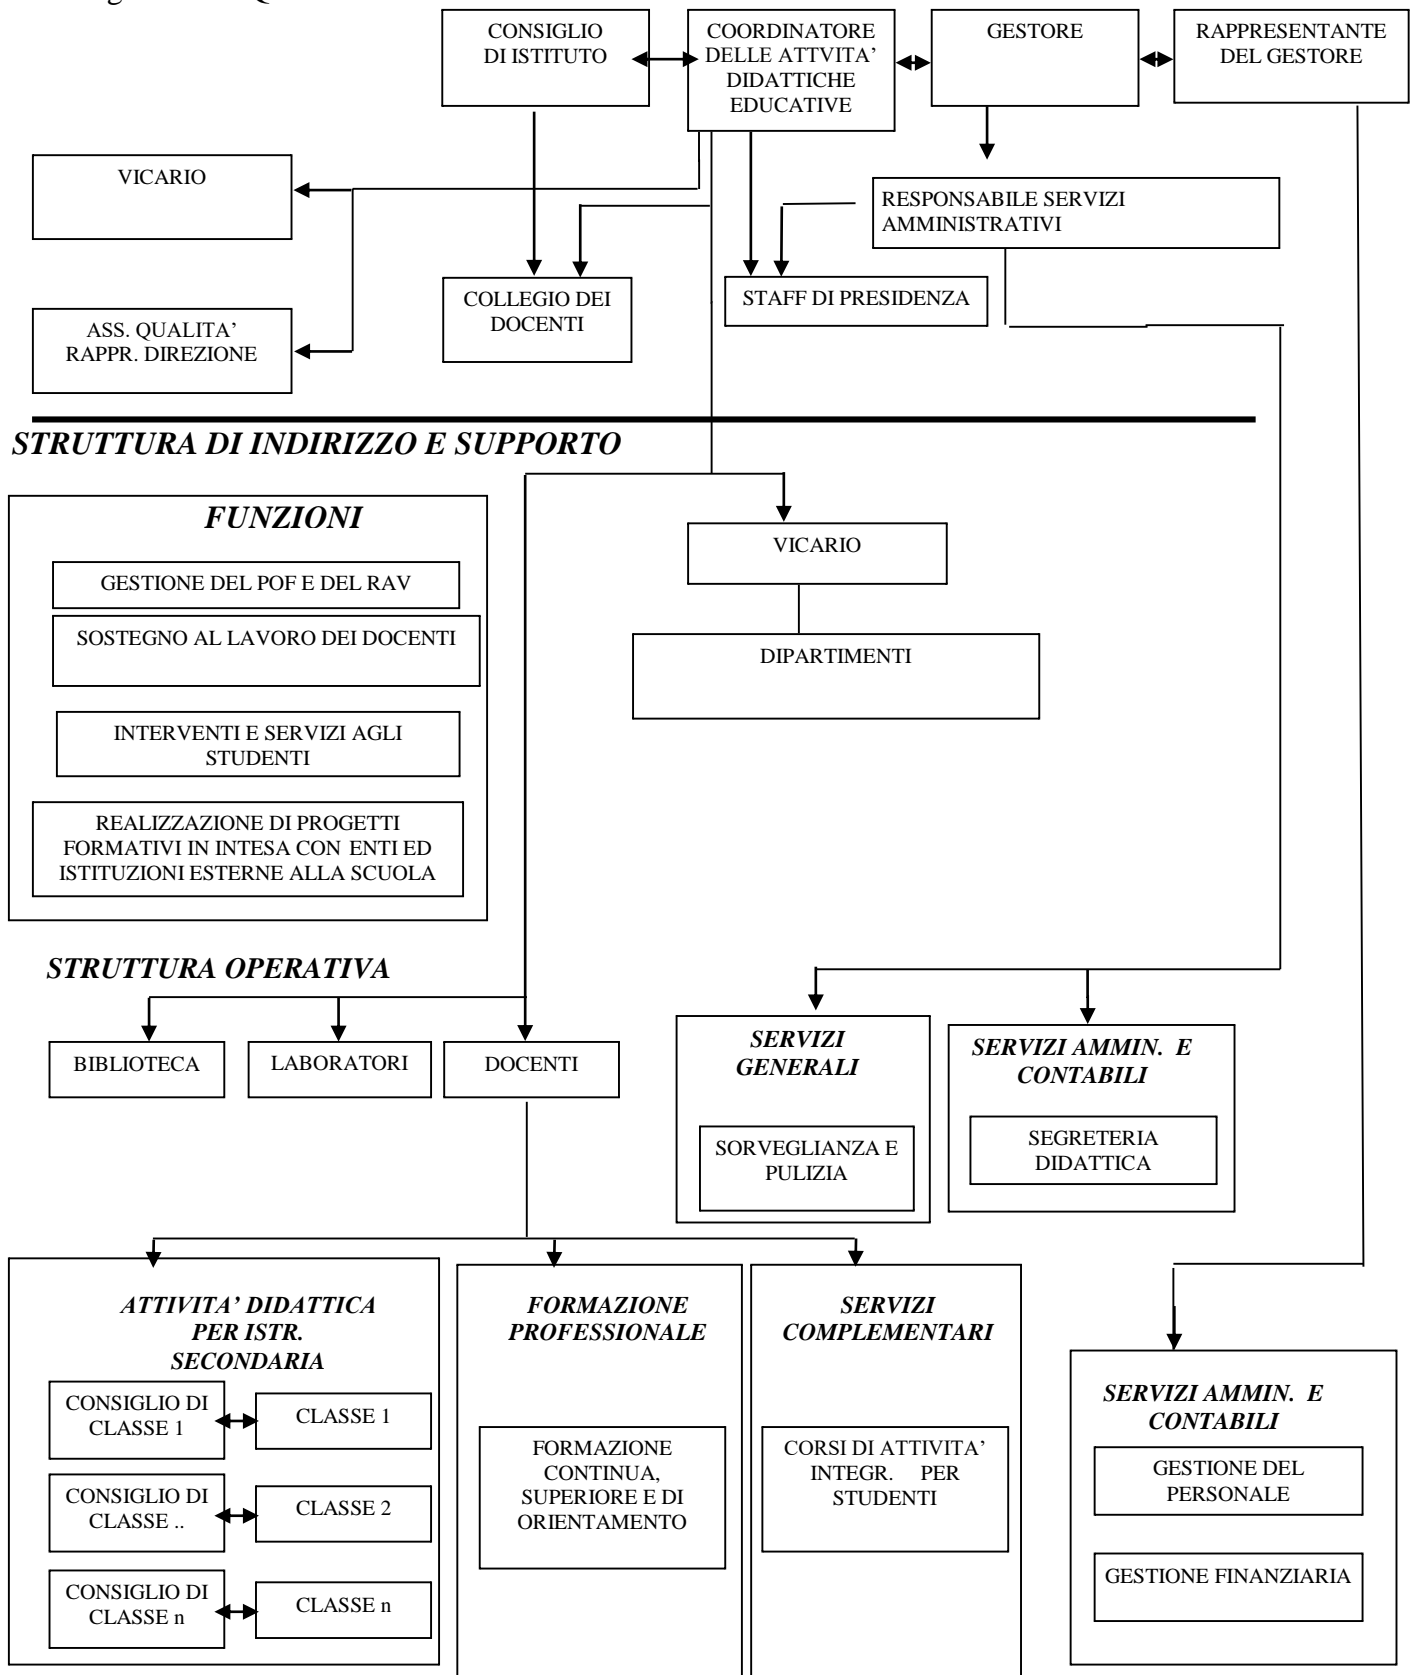 CONSIGLIO
DI ISTITUTO
COORDINATORE
DELLE ATTVITA’
DIDATTICHE
EDUCATIVE
GESTORE
RAPPRESENTANTE
DEL GESTORE
VICARIO
RESPONSABILE SERVIZI
AMMINISTRATIVI
COLLEGIO DEI
DOCENTI
STAFF DI PRESIDENZA
ASS. QUALITA’
RAPPR. DIREZIONE
STRUTTURA DI INDIRIZZO E SUPPORTO
FUNZIONI
GESTIONE DEL POF E DEL RAV
SOSTEGNO AL LAVORO DEI DOCENTI
INTERVENTI E SERVIZI AGLI
STUDENTI
REALIZZAZIONE DI PROGETTI
FORMATIVI IN INTESA CON ENTI ED
ISTITUZIONI ESTERNE ALLA SCUOLA
VICARIO
DIPARTIMENTI
STRUTTURA OPERATIVA
BIBLIOTECA
LABORATORI
DOCENTI
SERVIZI
GENERALI
SORVEGLIANZA E
PULIZIA
SERVIZI AMMIN. E
CONTABILI
SEGRETERIA
DIDATTICA
ATTIVITA’ DIDATTICA
PER ISTR.
SECONDARIA
CONSIGLIO DI
CLASSE 1
CLASSE 1
CONSIGLIO DI
CLASSE ..
CLASSE 2
CONSIGLIO DI
CLASSE n
CLASSE n
FORMAZIONE
PROFESSIONALE
FORMAZIONE
CONTINUA,
SUPERIORE E DI
ORIENTAMENTO
SERVIZI
COMPLEMENTARI
CORSI DI ATTIVITA’
INTEGR. PER
STUDENTI
SERVIZI AMMIN. E
CONTABILI
GESTIONE DEL
PERSONALE
GESTIONE FINANZIARIA